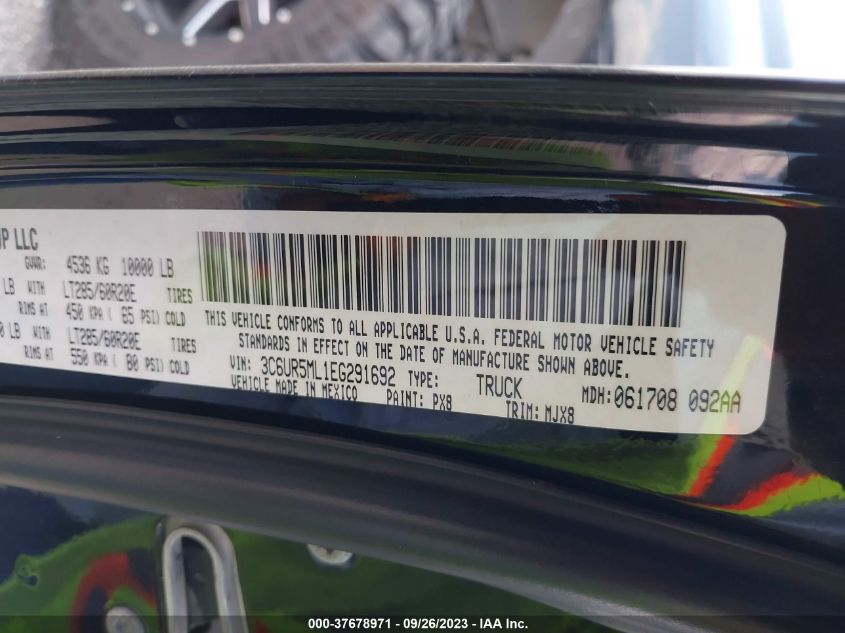 UP LLC
GVWR: 4536 KG 10000 LB
LB WITH LT285/60R20E TIRES
RIMS AT 450 KPA ( 65 PSI) COLD
0 LB WITH LT285/60R20E TIRES
RIMS AT 550 KPA ( 80 PSI) COLD
THIS VEHICLE CONFORMS TO ALL APPLICABLE U.S.A. FEDERAL MOTOR VEHICLE SAFETY
STANDARDS IN EFFECT ON THE DATE OF MANUFACTURE SHOWN ABOVE.
VIN: 3C6UR5ML1EG291692 TYPE: TRUCK MDH:061708 092AA
VEHICLE MADE IN MEXICO PAINT: PX8 TRIM: MJX8
000-37678971 / 09/26/2023 - IAA Inc.